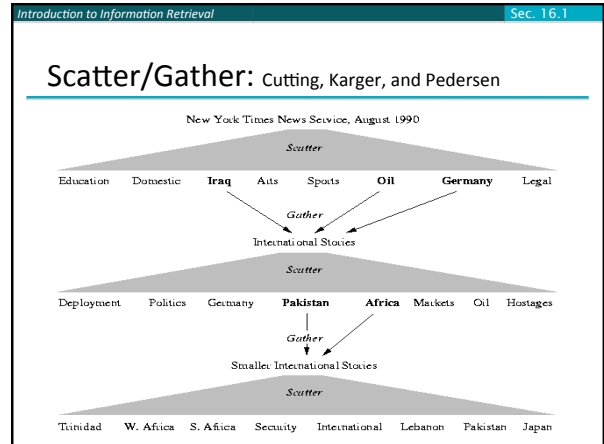 Introduction to Information Retrieval Sec. 16.1
Scatter/Gather: Cutting, Karger, and Pedersen
New York Times News Service, August 1990
Scatter
Education Domestic Iraq Arts Sports Oil Germany Legal
Gather
International Stories
Scatter
Deployment Politics Germany Pakistan Africa Markets Oil Hostages
Gather
Smaller International Stories
Scatter
Trinidad W. Africa S. Africa Security International Lebanon Pakistan Japan